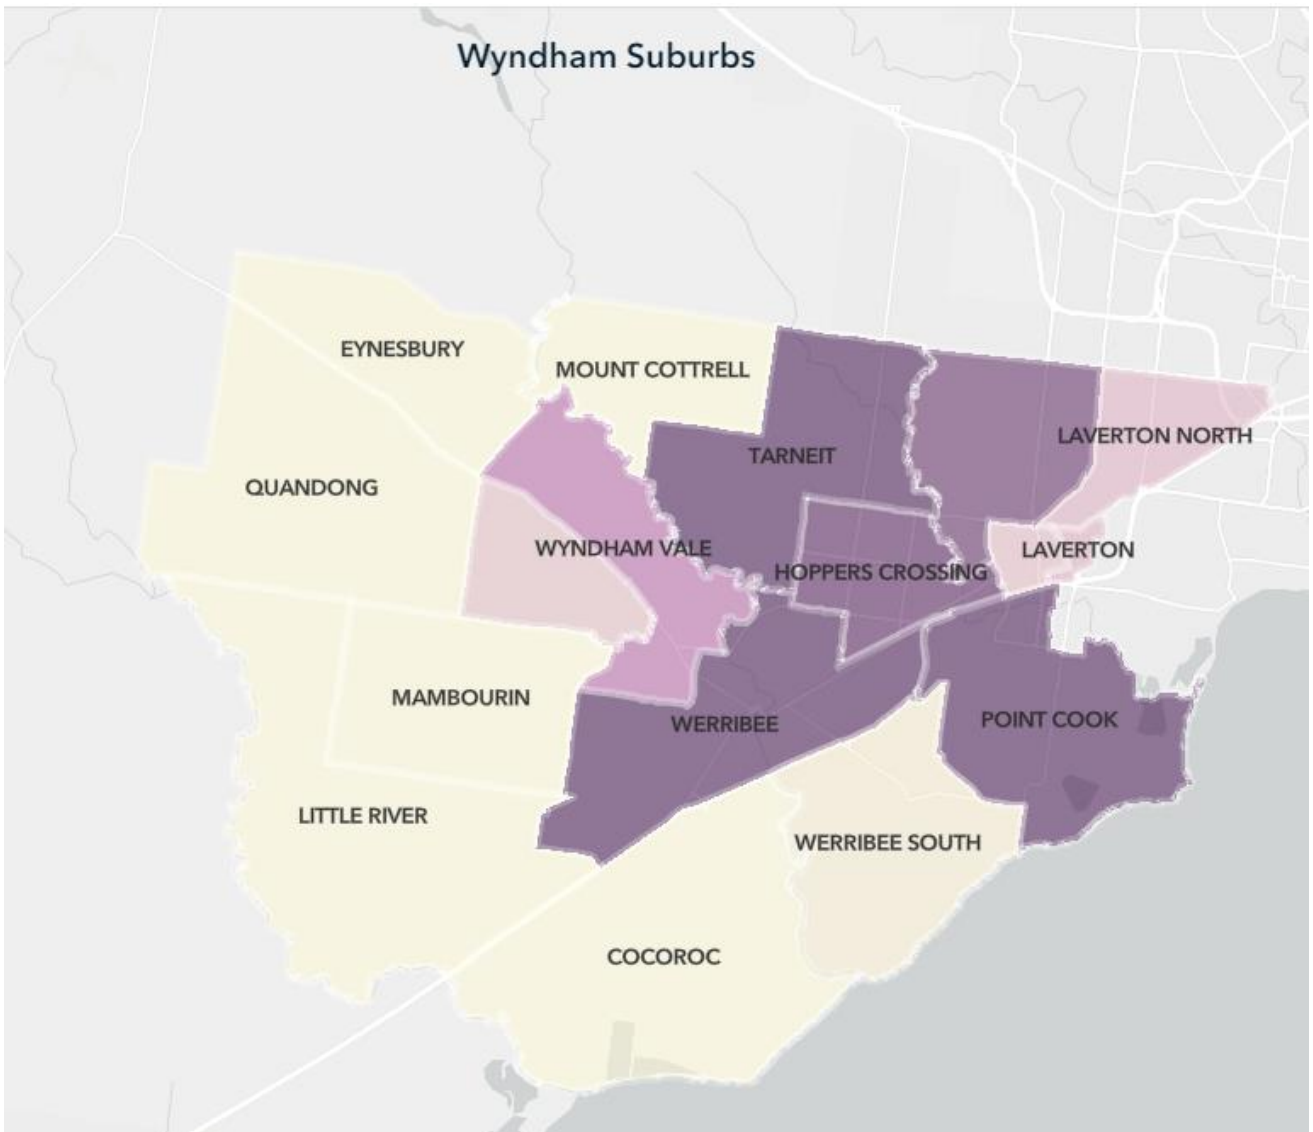 Wyndham Suburbs
EYNESBURY
MOUNT COTTRELL
LAVERTON NORTH
TARNEIT
QUANDONG
WYNDHAM VALE
LAVERTON
HOPPERS CROSSING
MAMBOURIN
POINT COOK
WERRIBEE
LITTLE RIVER
WERRIBEE SOUTH
COCOROC